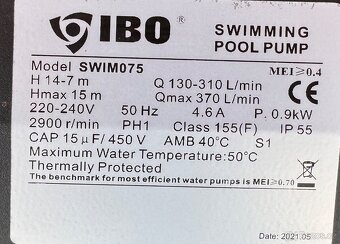 IBO
SWIMMING
POOL PUMP
Model SWIM075
MEI≥0.4
H 14-7 m Q 130-310 L/min
Hmax 15 m Qmax 370 L/min
CE
220-240V 50 Hz 4.6 A P. 0.9kW
2900 r/min PH1 Class 155(F) IP 55
CAP 15 µF/ 450 V AMB 40°C S1
Maximum Water Temperature: 50°C
Thermally Protected
The benchmark for most efficient water pumps is MEI≥0.70
Date: 2021.05